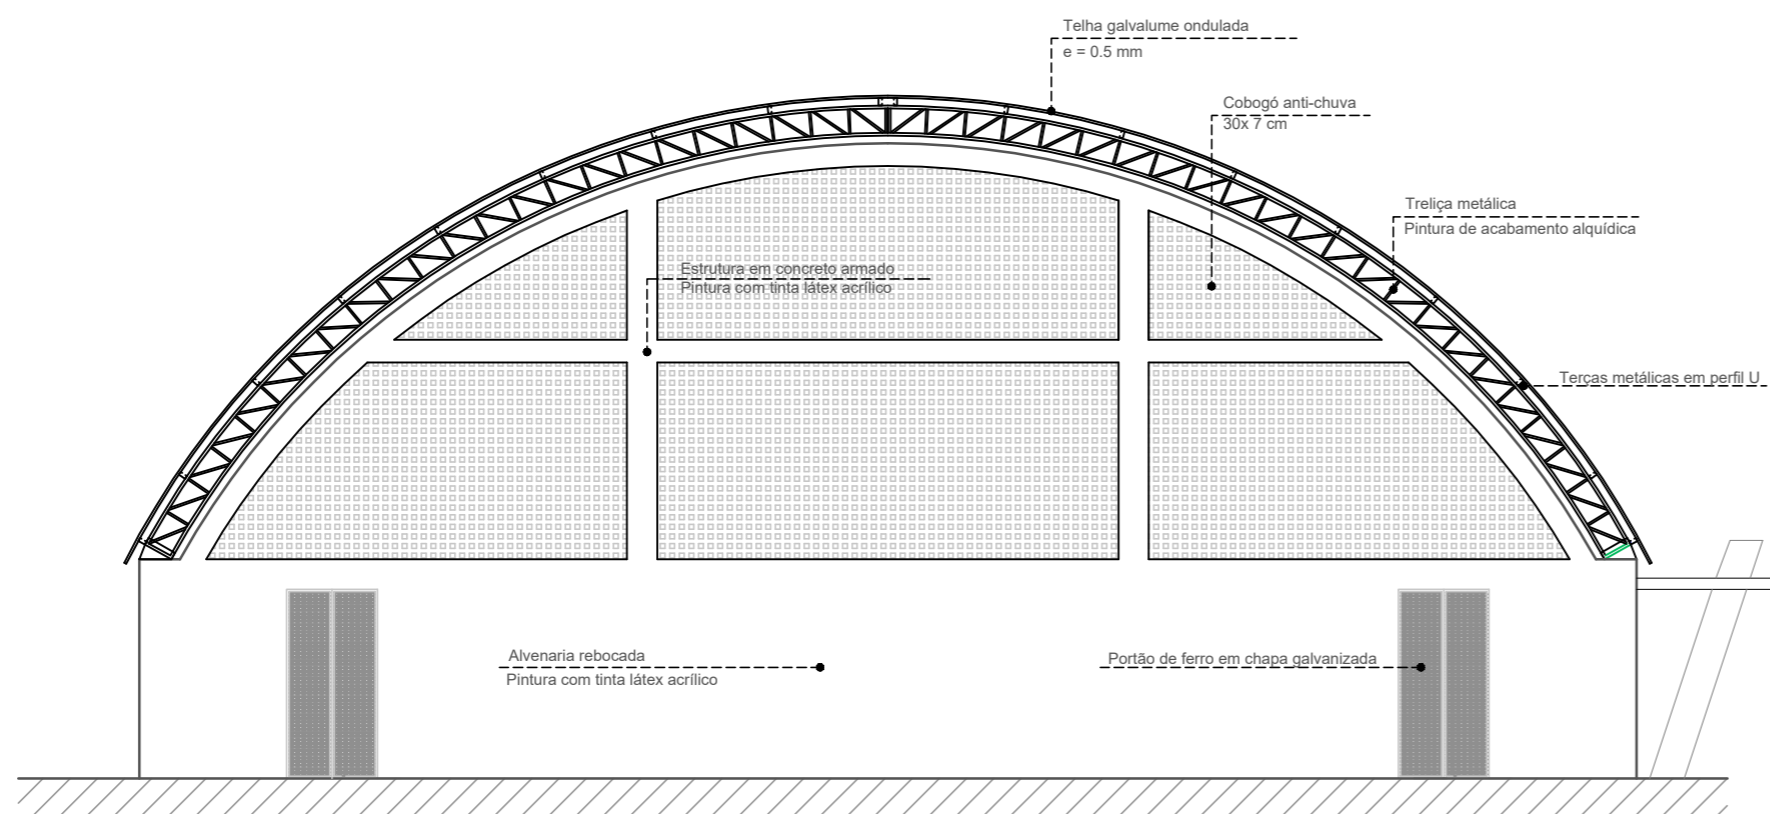 Telha galvalume ondulada
e = 0.5 mm
Cobogó anti-chuva
30x 7 cm
Treliça metálica
Pintura de acabamento alquídica
Estrutura em concreto armado
Pintura com tinta látex acrílico
Terças metálicas em perfil U
Alvenaria rebocada
Pintura com tinta látex acrílico
Portão de ferro em chapa galvanizada